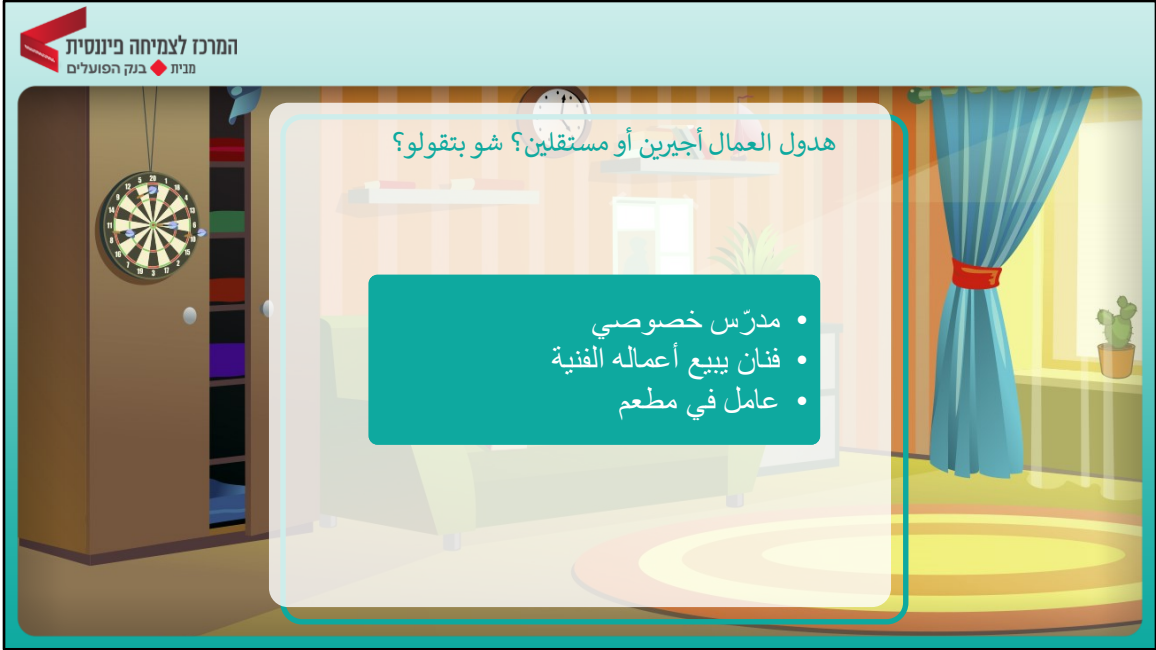 המרכז לצמיחה פיננסית
מבית בנק הפועלים
هدول العمال أجيرين أو مستقلين؟ شو بتقولو؟
• مدرّس خصوصي
• فنان يبيع أعماله الفنية
• عامل في مطعم